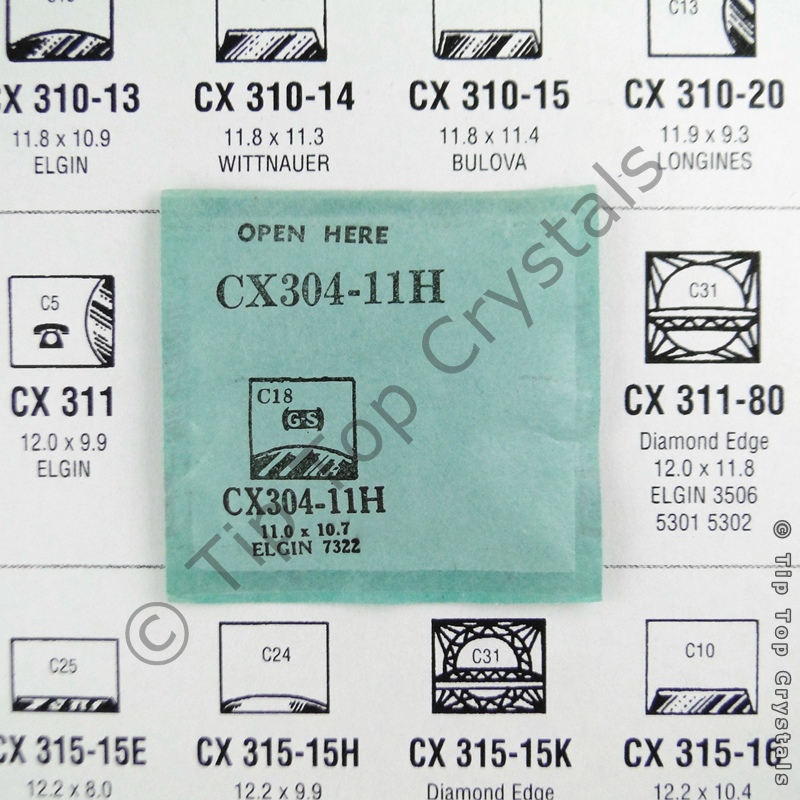 CX 310-13
11.8 x 10.9
ELGIN
CX 310-14
11.8 x 11.3
WITTNAUER
CX 310-15
11.8 x 11.4
BULOVA
C13
CX 310-20
11.9 x 9.3
LONGINES
OPEN HERE
CX304-11H
C18
G-S
CX304-11H
11.0 x 10.7
ELGIN 7322
C5
CX 311
12.0 x 9.9
ELGIN
C31
CX 311-80
Diamond Edge
12.0 x 11.8
ELGIN 3506
5301 5302
C25
CX 315-15E
12.2 x 8.0
C24
CX 315-15H
12.2 x 9.9
C31
CX 315-15K
Diamond Edge
C10
CX 315-16
12.2 x 10.4
© Tip Top Crystals
© Tip Top Crystals